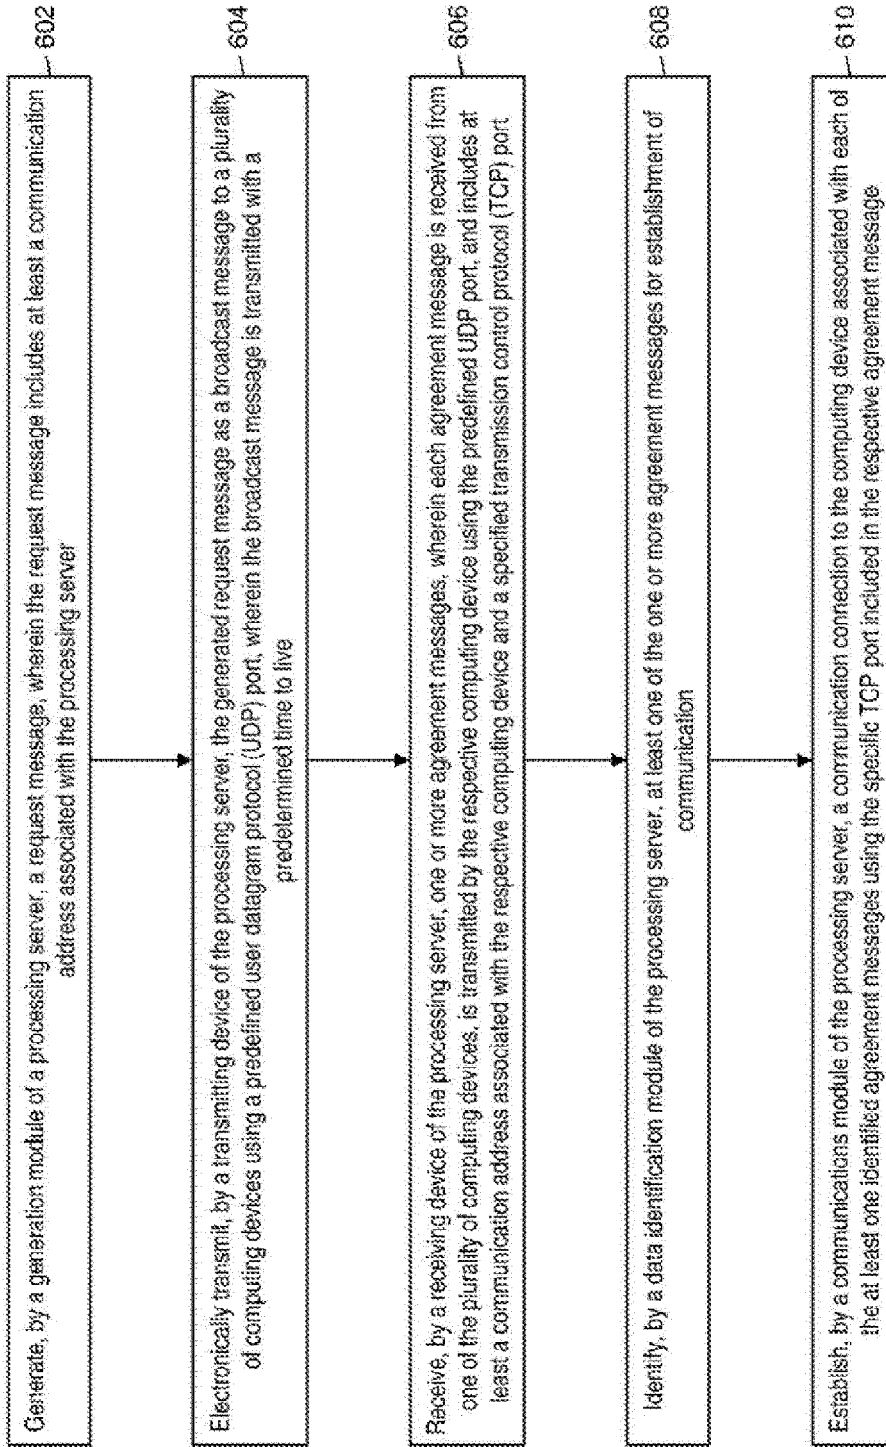 602
Generate, by a generation module of a processing server, a request message, wherein the request message includes at least a communication
address associated with the processing server
604
Electronically transmit, by a transmitting device of the processing server, the generated request message as a broadcast message to a plurality
of computing devices using a predefined user datagram protocol (UDP) port, wherein the broadcast message is transmitted with a
predetermined time to live
606
Receive, by a receiving device of the processing server, one or more agreement messages, wherein each agreement message is received from
one of the plurality of computing devices, is transmitted by the respective computing device using the predefined UDP port, and includes at
least a communication address associated with the respective computing device and a specified transmission control protocol (TCP) port
608
Identify, by a data identification module of the processing server, at least one of the one or more agreement messages for establishment of
communication
610
Establish, by a communications module of the processing server, a communication connection to the computing device associated with each of
the at least one identified agreement messages using the specific TCP port included in the respective agreement message